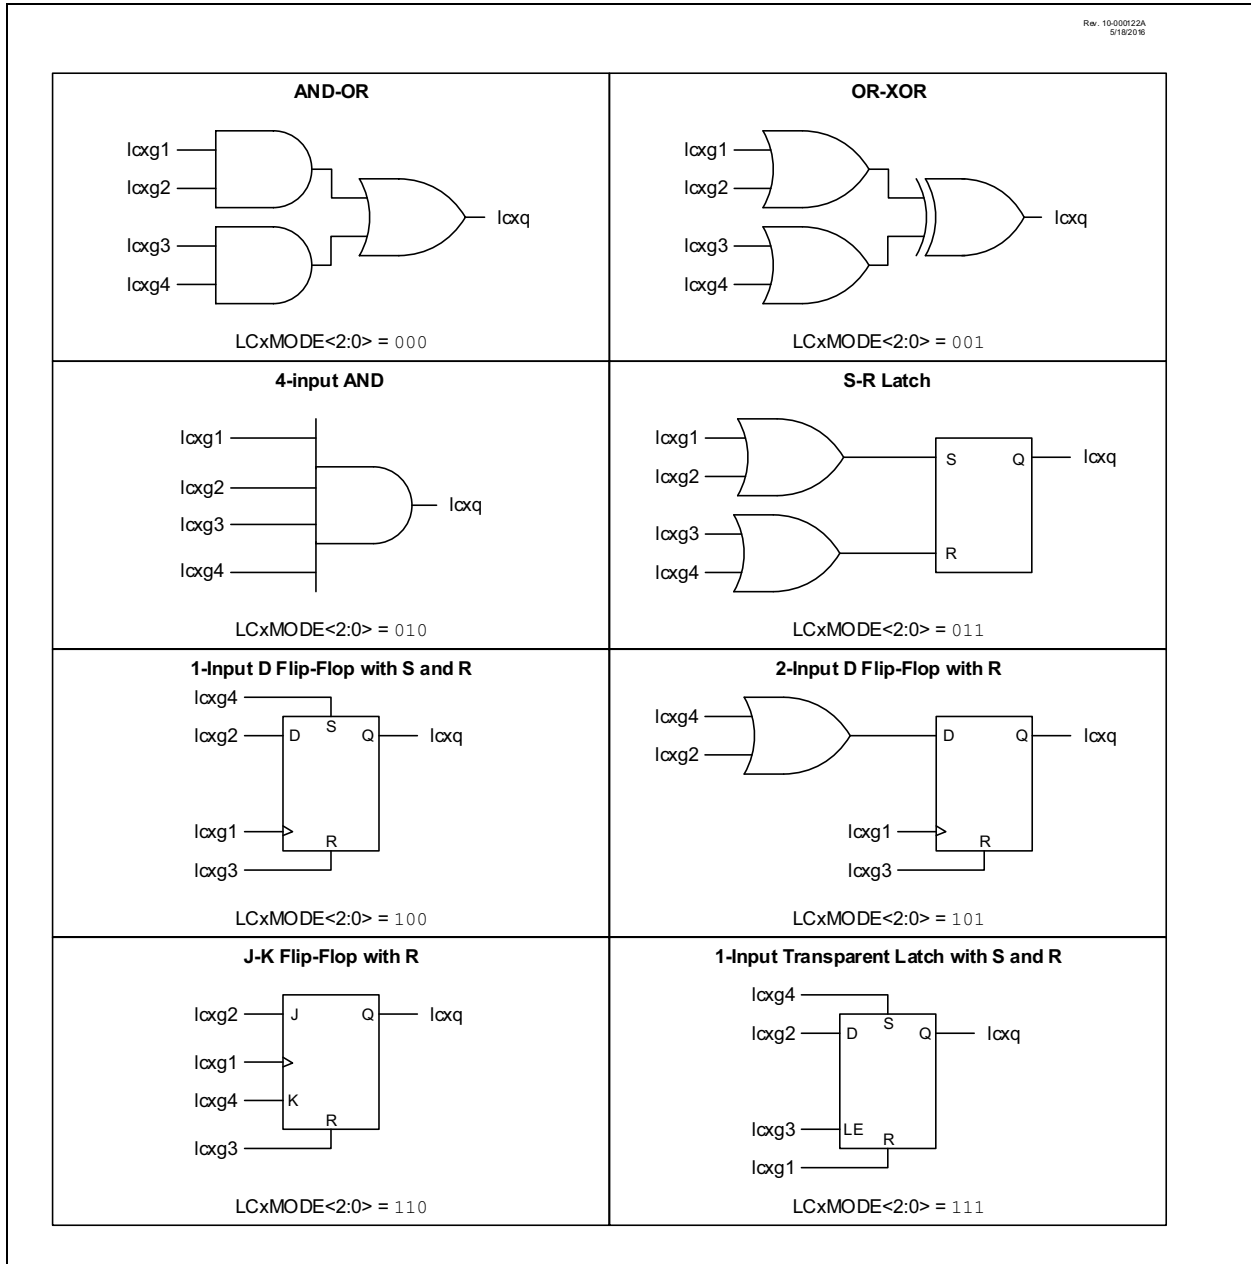 Rev. 10-000122A
5/18/2016
AND-OR
lcxg1
lcxg2
lcxg3
lcxg4
lcxq
LCxMODE<2:0> = 000
OR-XOR
lcxg1
lcxg2
lcxg3
lcxg4
lcxq
LCxMODE<2:0> = 001
4-input AND
lcxg1
lcxg2
lcxg3
lcxg4
lcxq
LCxMODE<2:0> = 010
S-R Latch
lcxg1
lcxg2
lcxg3
lcxg4
S
Q
lcxq
R
LCxMODE<2:0> = 011
1-Input D Flip-Flop with S and R
lcxg4
S
lcxg2
D
Q
lcxq
lcxg1
R
lcxg3
LCxMODE<2:0> = 100
2-Input D Flip-Flop with R
lcxg4
lcxg2
D
Q
lcxq
lcxg1
R
lcxg3
LCxMODE<2:0> = 101
J-K Flip-Flop with R
lcxg2
J
Q
lcxq
lcxg1
lcxg4
K
R
lcxg3
LCxMODE<2:0> = 110
1-Input Transparent Latch with S and R
lcxg4
S
lcxg2
D
Q
lcxq
lcxg3
LE
R
lcxg1
LCxMODE<2:0> = 111